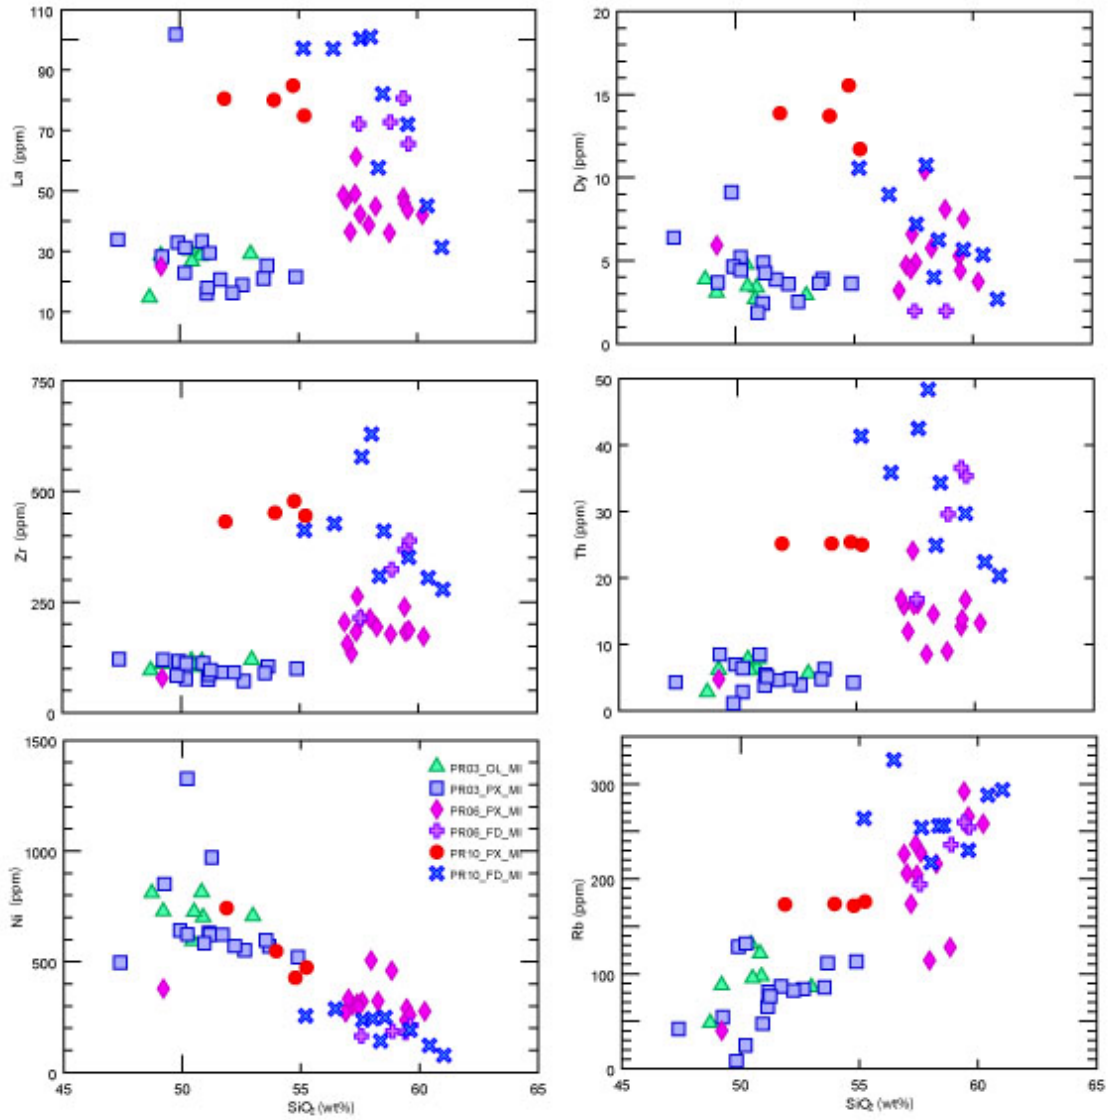 110
90
70
50
30
10
La (ppm)
20
15
10
5
0
Dy (ppm)
750
500
250
0
Zr (ppm)
50
40
30
20
10
0
Th (ppm)
1500
1000
500
0
Ni (ppm)
PR03_OL_MI
PR03_PX_MI
PR06_PX_MI
PR06_FD_MI
PR10_PX_MI
PR10_FD_MI
45 50 55 60 65
SiO2 (wt%)
300
200
100
0
Rb (ppm)
45 50 55 60 65
SiO2 (wt%)